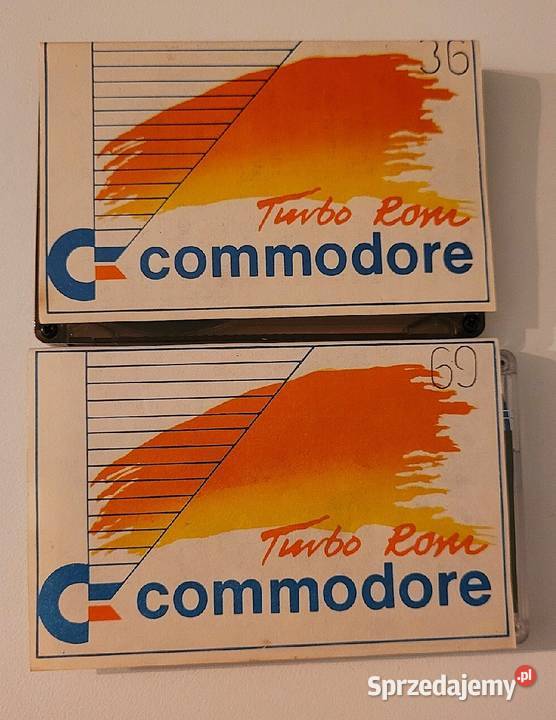 36
Turbo Rom
commodore
69
Turbo Rom
commodore
Sprzedajemy.pl